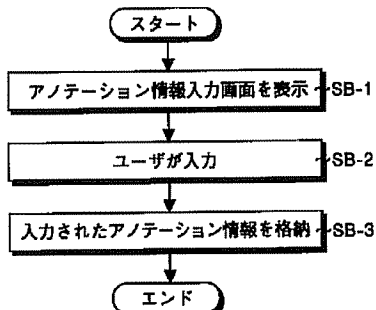 スタート
アノテーション情報入力画面を表示 SB-1
ユーザが入力 SB-2
入力されたアノテーション情報を格納 SB-3
エンド